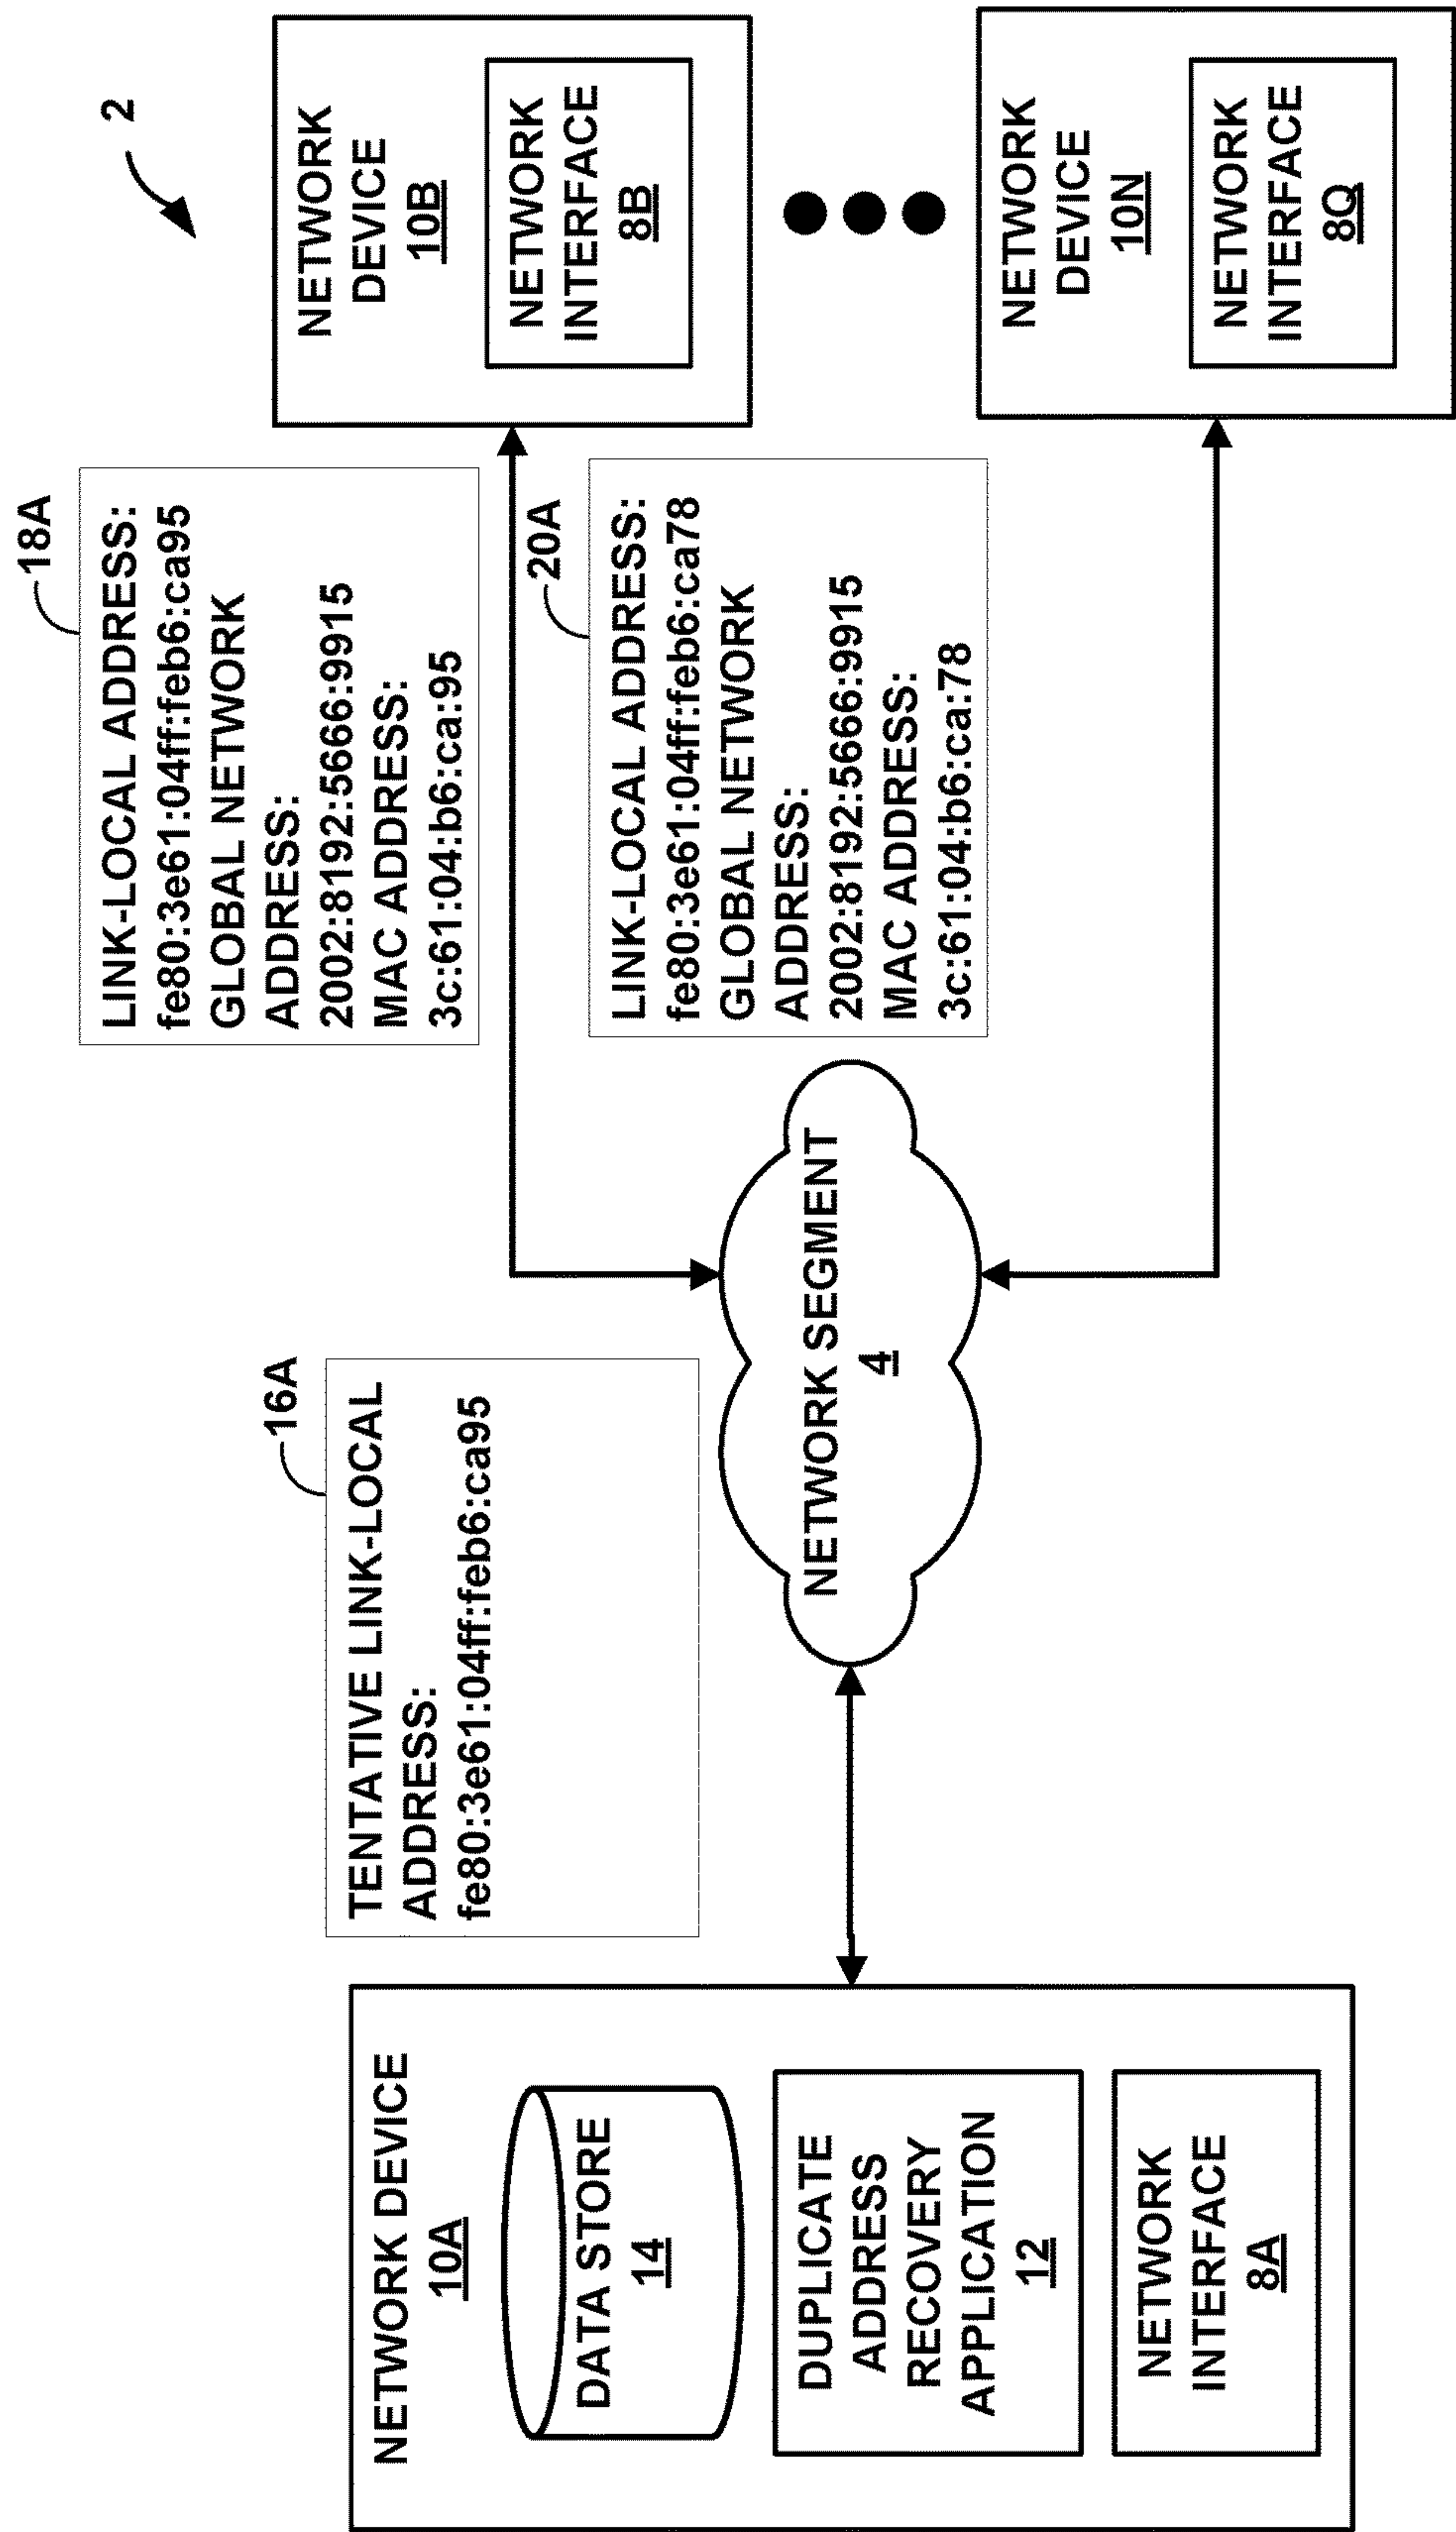 2
NETWORK DEVICE
10A
DATA STORE
14
DUPLICATE
ADDRESS
RECOVERY
APPLICATION
12
NETWORK
INTERFACE
8A
16A
TENTATIVE LINK-LOCAL
ADDRESS:
fe80:3e61:04ff:feb6:ca95
NETWORK SEGMENT
4
18A
LINK-LOCAL ADDRESS:
fe80:3e61:04ff:feb6:ca95
GLOBAL NETWORK
ADDRESS:
2002:8192:5666:9915
MAC ADDRESS:
3c:61:04:b6:ca:95
20A
LINK-LOCAL ADDRESS:
fe80:3e61:04ff:feb6:ca78
GLOBAL NETWORK
ADDRESS:
2002:8192:5666:9915
MAC ADDRESS:
3c:61:04:b6:ca:78
NETWORK
DEVICE
10B
NETWORK
INTERFACE
8B
NETWORK
DEVICE
10N
NETWORK
INTERFACE
8Q